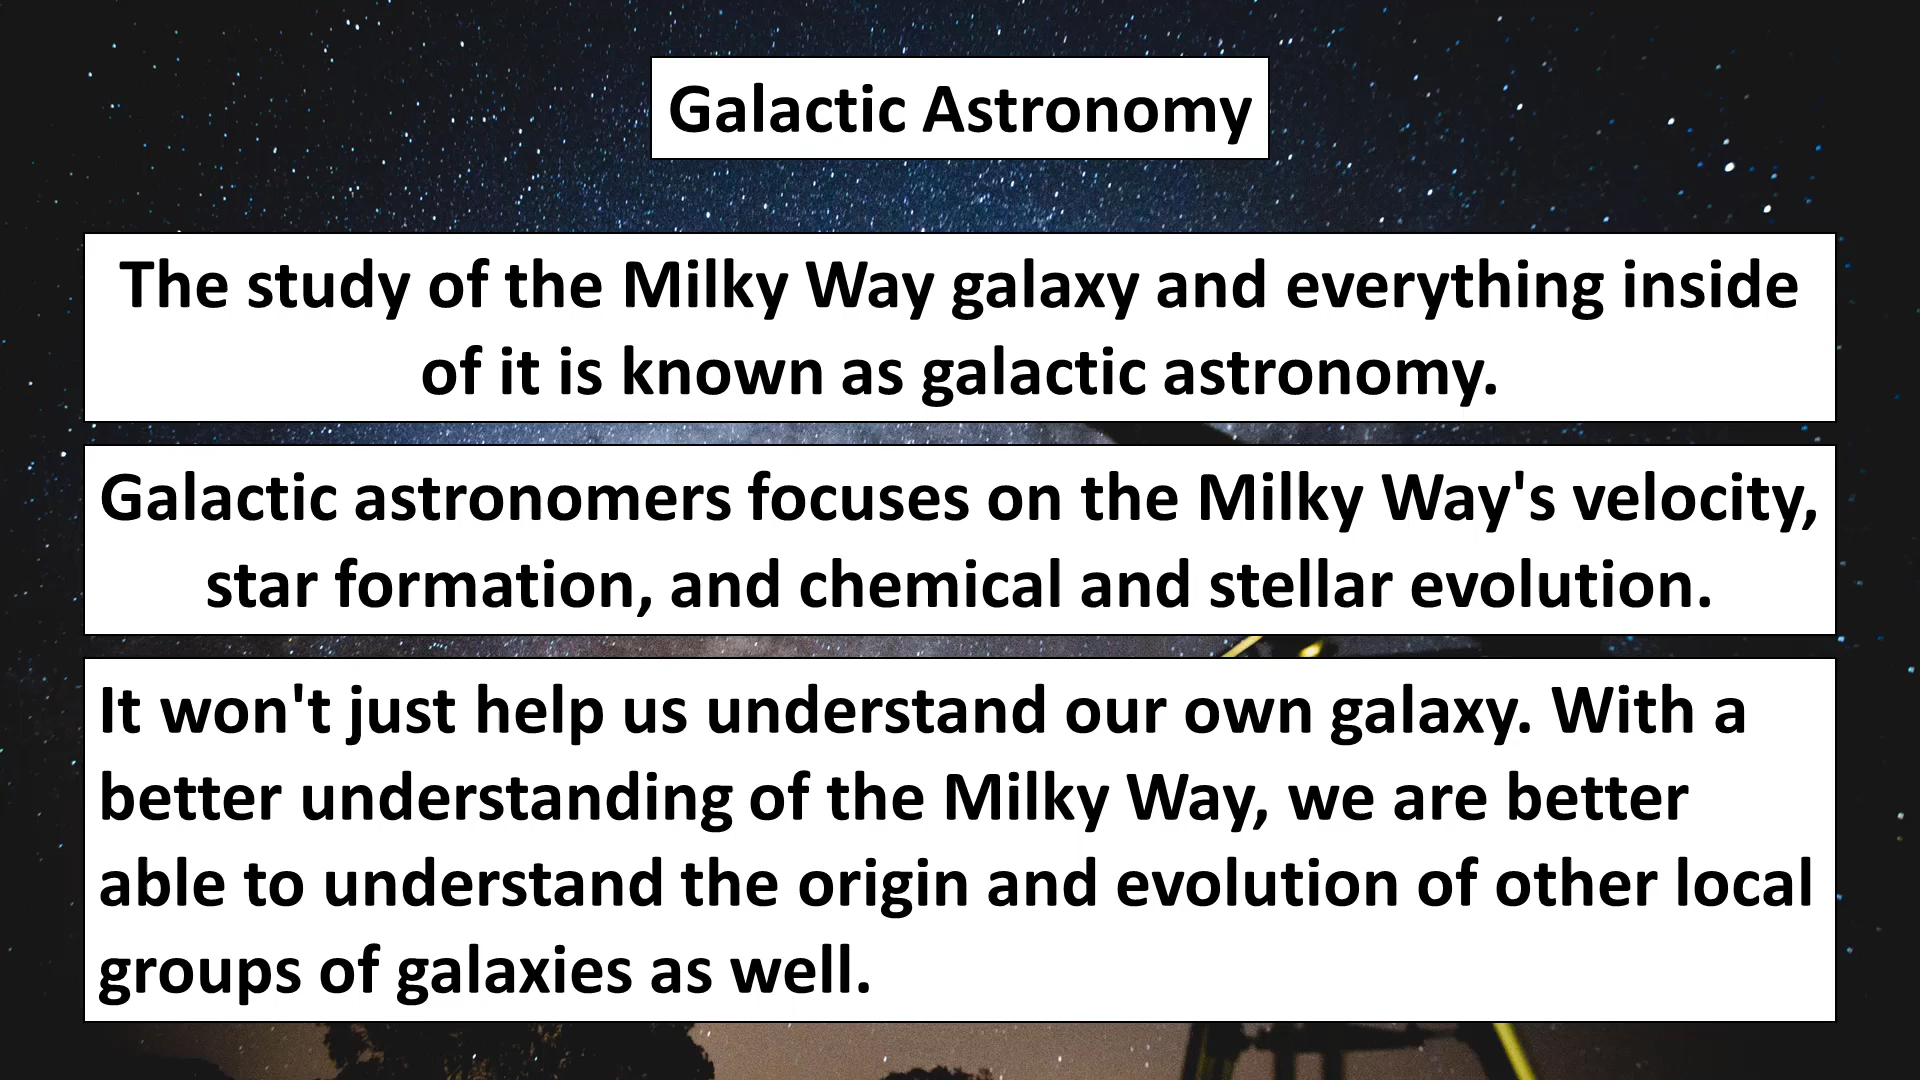 Galactic Astronomy
The study of the Milky Way galaxy and everything inside
of it is known as galactic astronomy.
Galactic astronomers focuses on the Milky Way's velocity,
star formation, and chemical and stellar evolution.
It won't just help us understand our own galaxy. With a
better understanding of the Milky Way, we are better
able to understand the origin and evolution of other local
groups of galaxies as well.